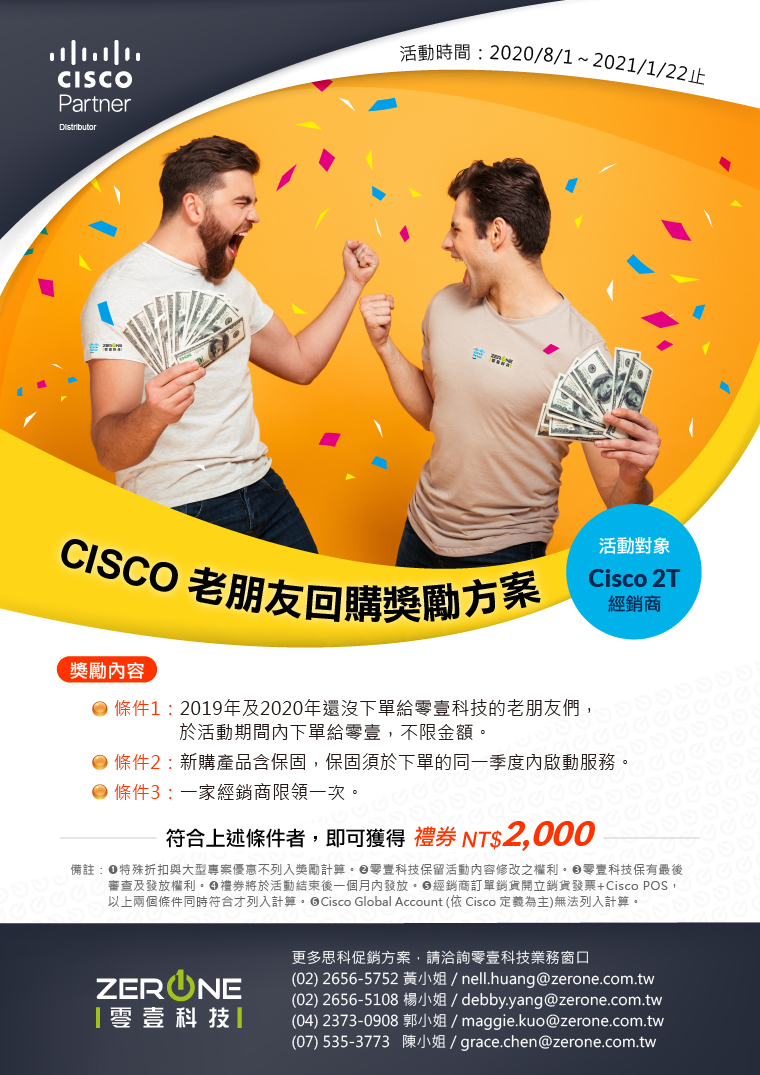 CISCO
Partner
Distributor
活動時間：2020/8/1～2021/1/22止
ZERONE
零壹科技
ZERONE
零壹科技
CISCO 老朋友回購獎勵方案
活動對象
Cisco 2T
經銷商
獎勵內容
條件1：2019年及2020年還沒下單給零壹科技的老朋友們，
於活動期間內下單給零壹，不限金額。
條件2：新購產品含保固，保固須於下單的同一季度內啟動服務。
條件3：一家經銷商限領一次。
符合上述條件者，即可獲得 禮券 NT$2,000
備註：❶特殊折扣與大型專案優惠不列入獎勵計算。❷零壹科技保留活動內容修改之權利。❸零壹科技保有最後
審查及發放權利。❹禮券將於活動結束後一個月內發放。❺經銷商訂單銷貨開立銷貨發票+Cisco POS，
以上兩個條件同時符合才列入計算。❻Cisco Global Account (依 Cisco 定義為主)無法列入計算。
更多思科促銷方案，請洽詢零壹科技業務窗口
(02) 2656-5752 黃小姐 / nell.huang@zerone.com.tw
(02) 2656-5108 楊小姐 / debby.yang@zerone.com.tw
(04) 2373-0908 郭小姐 / maggie.kuo@zerone.com.tw
(07) 535-3773 陳小姐 / grace.chen@zerone.com.tw
ZERONE
零壹科技